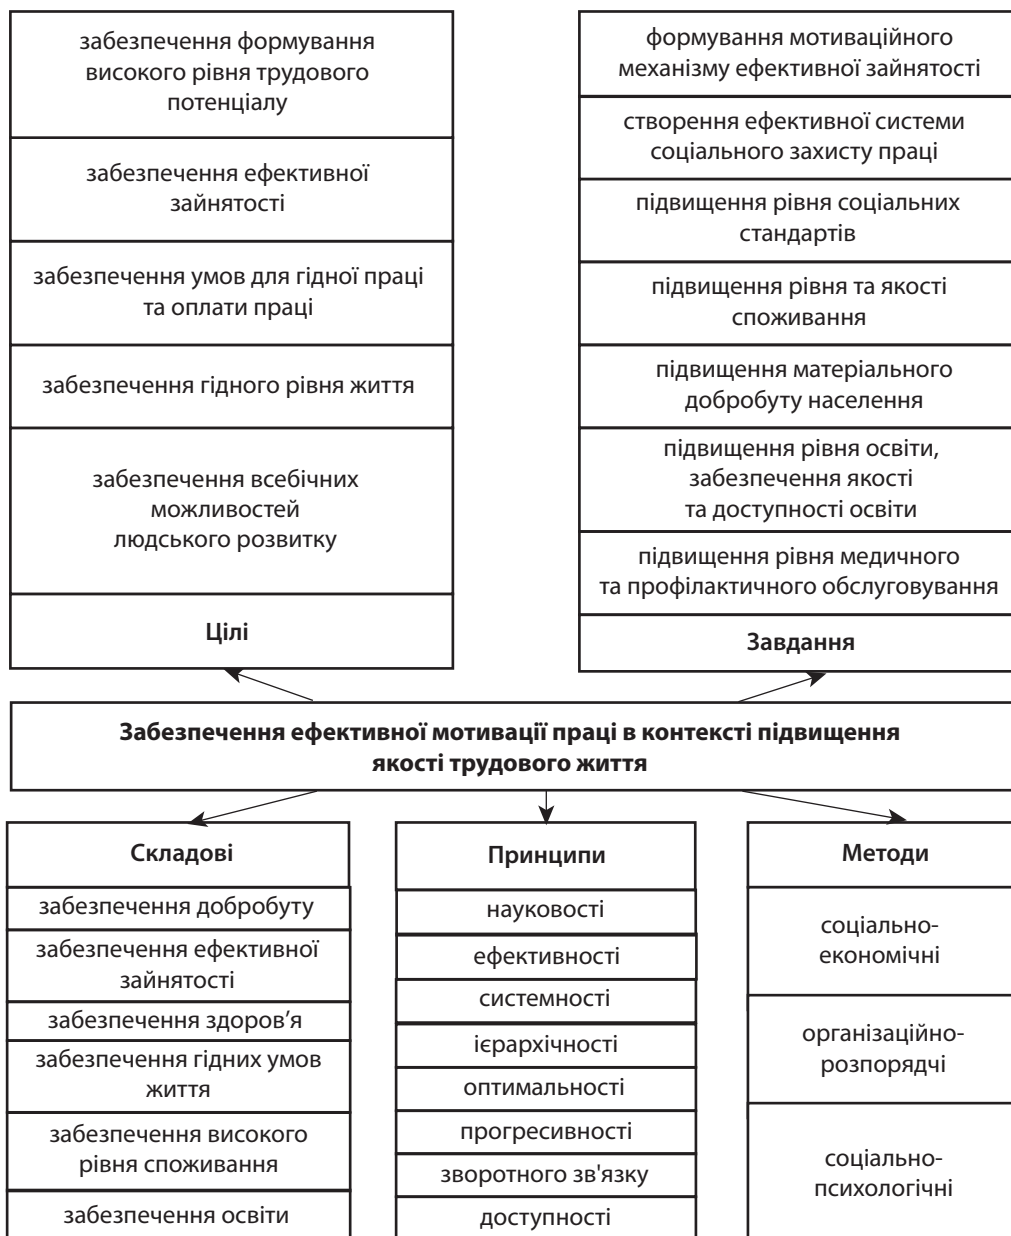 забезпечення формування
високого рівня трудового
потенціалу
забезпечення ефективної
зайнятості
забезпечення умов для гідної праці
та оплати праці
забезпечення гідного рівня життя
забезпечення всебічних
можливостей
людського розвитку
Цілі
формування мотиваційного
механізму ефективної зайнятості
створення ефективної системи
соціального захисту праці
підвищення рівня соціальних
стандартів
підвищення рівня та якості
споживання
підвищення матеріального
добробуту населення
підвищення рівня освіти,
забезпечення якості
та доступності освіти
підвищення рівня медичного
та профілактичного обслуговування
Завдання
Забезпечення ефективної мотивації праці в контексті підвищення
якості трудового життя
Складові
забезпечення добробуту
забезпечення ефективної
зайнятості
забезпечення здоров’я
забезпечення гідних умов
життя
забезпечення високого
рівня споживання
забезпечення освіти
Принципи
науковості
ефективності
системності
ієрархічності
оптимальності
прогресивності
зворотного зв'язку
доступності
Методи
соціально-
економічні
організаційно-
розпорядчі
соціально-
психологічні